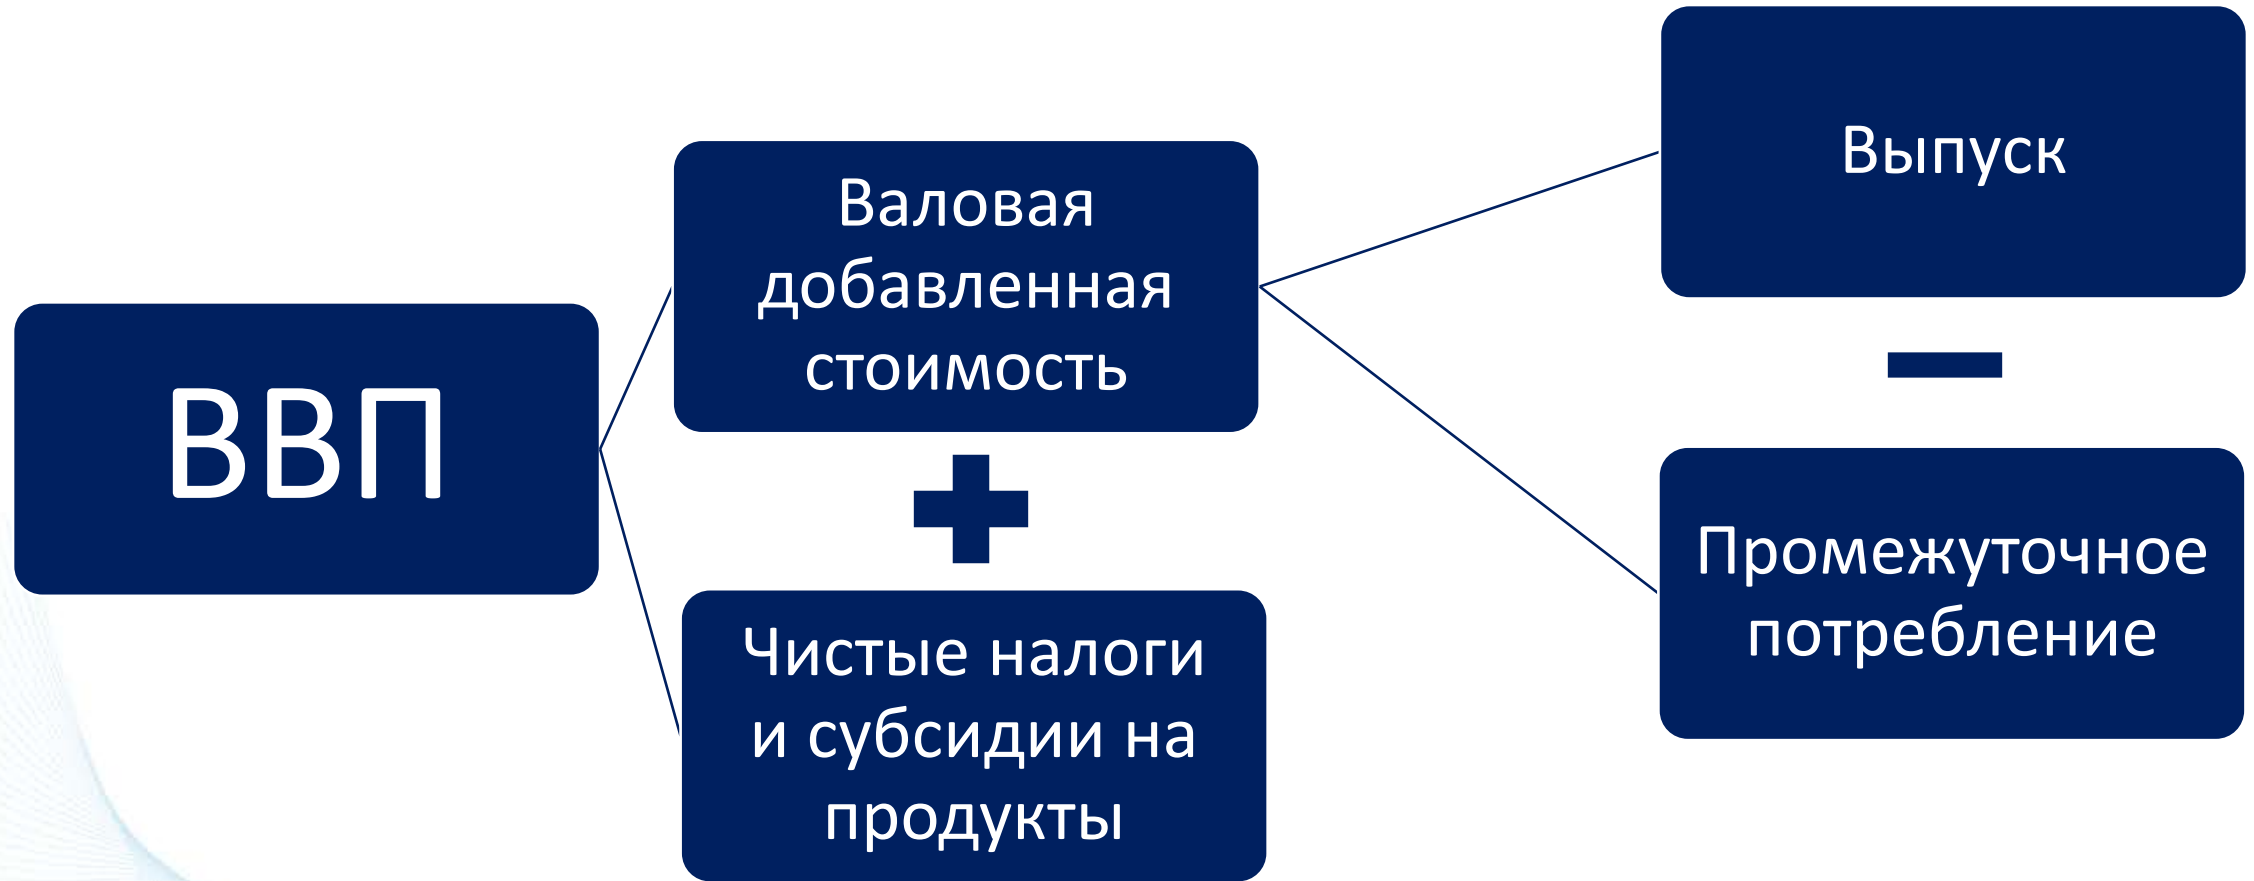 ВВП
Валовая
добавленная
стоимость
Чистые налоги
и субсидии на
продукты
Выпуск
Промежуточное
потребление